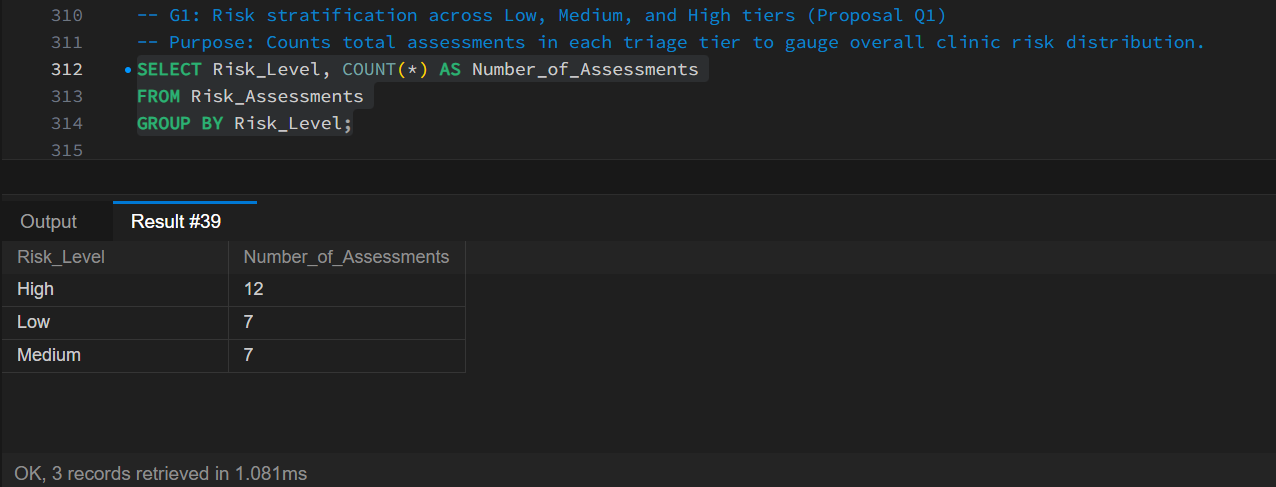 310 -- G1: Risk stratification across Low, Medium, and High tiers (Proposal Q1)
311 -- Purpose: Counts total assessments in each triage tier to gauge overall clinic risk distribution.
312 SELECT Risk_Level, COUNT(*) AS Number_of_Assessments
313 FROM Risk_Assessments
314 GROUP BY Risk_Level;
315
Output Result #39
Risk_Level Number_of_Assessments
High 12
Low 7
Medium 7
OK, 3 records retrieved in 1.081ms